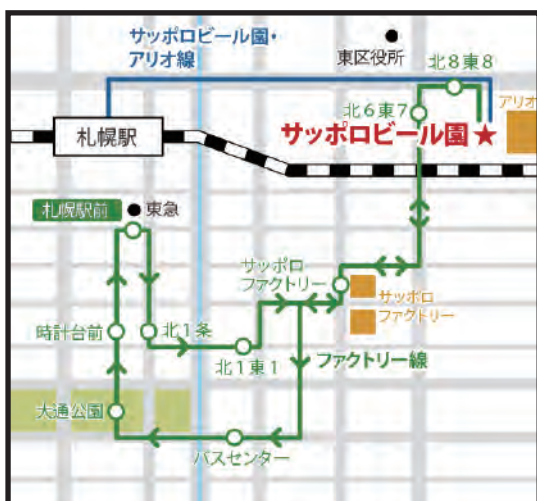 サッポロビール園・
アリオ線
東区役所
北8東8
北6東7
アリオ
札幌駅
サッポロビール園
札幌駅前
東急
サッポロ
ファクトリー
サッポロ
ファクトリー
時計台前
北1条
北1東1
ファクトリー線
大通公園
バスセンター